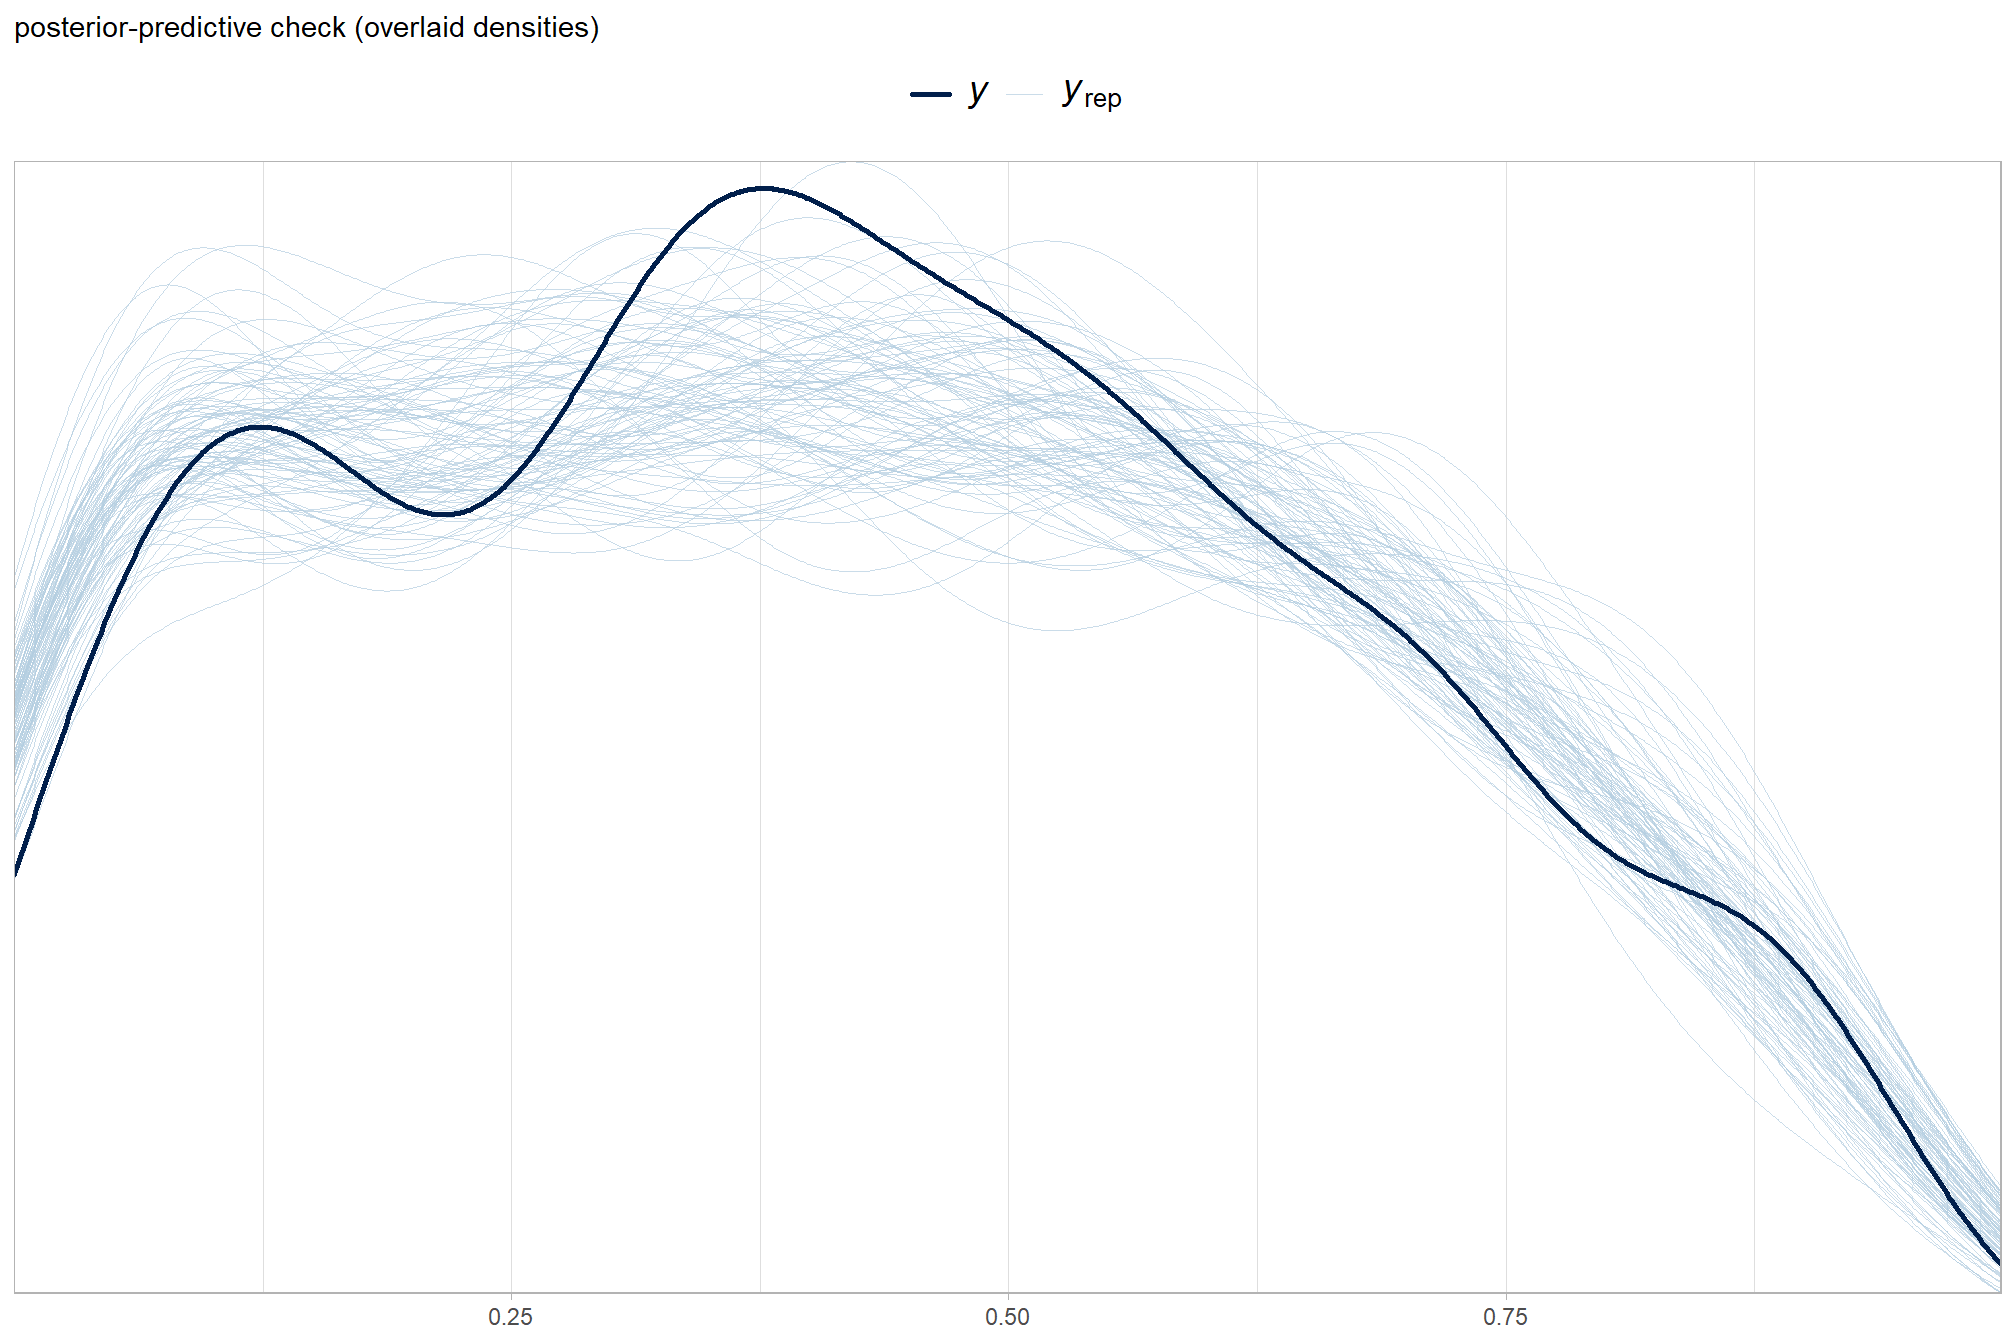 posterior-predictive check (overlaid densities)
y y rep
0.25 0.50 0.75